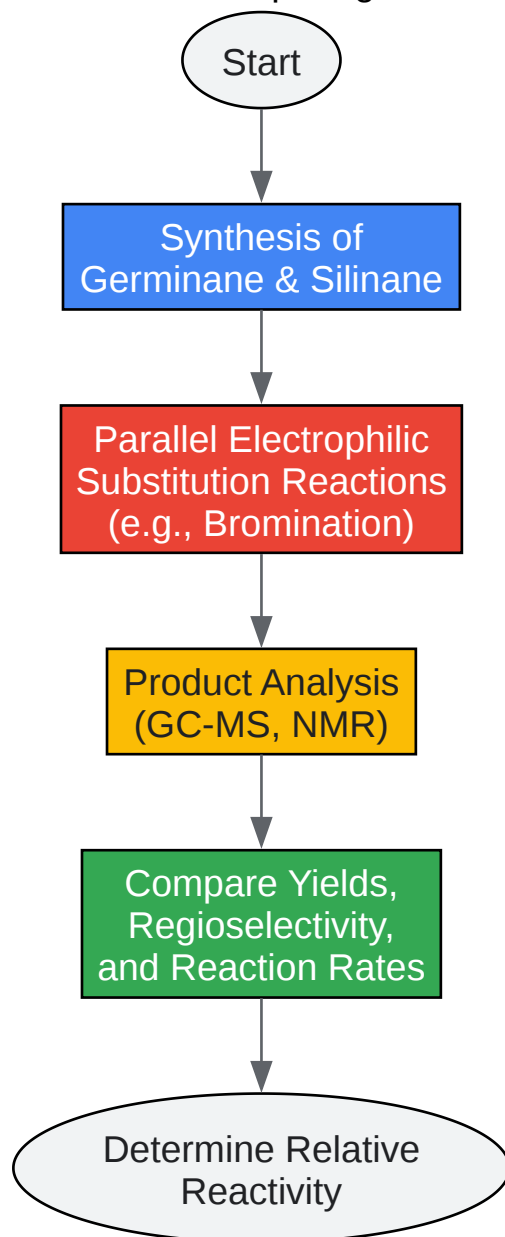 Start
Synthesis of
Germinane & Silinane
Parallel Electrophilic
Substitution Reactions
(e.g., Bromination)
Product Analysis
(GC-MS, NMR)
Compare Yields,
Regioselectivity,
and Reaction Rates
Determine Relative
Reactivity